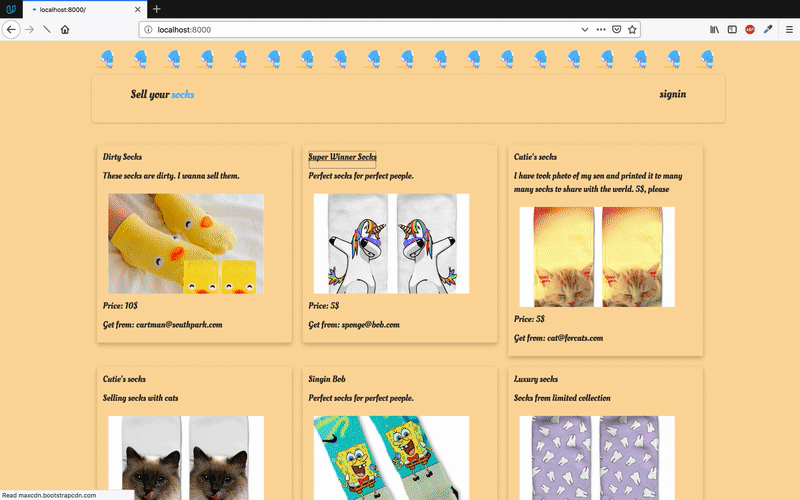 localhost:8000/
localhost:8000
Sell your socks
signin
Dirty Socks
These socks are dirty. I wanna sell them.
Price: 10$
Get from: cartman@southpark.com
Super Winner Socks
Perfect socks for perfect people.
Price: 5$
Get from: sponge@bob.com
Cutie's socks
I have took photo of my son and printed it to many
many socks to share with the world. 5$, please
Price: 5$
Get from: cat@forcats.com
Cutie's socks
Selling socks with cats
Singin Bob
Perfect socks for perfect people.
Luxury socks
Socks from limited collection
Read maxcdn.bootstrapcdn.com